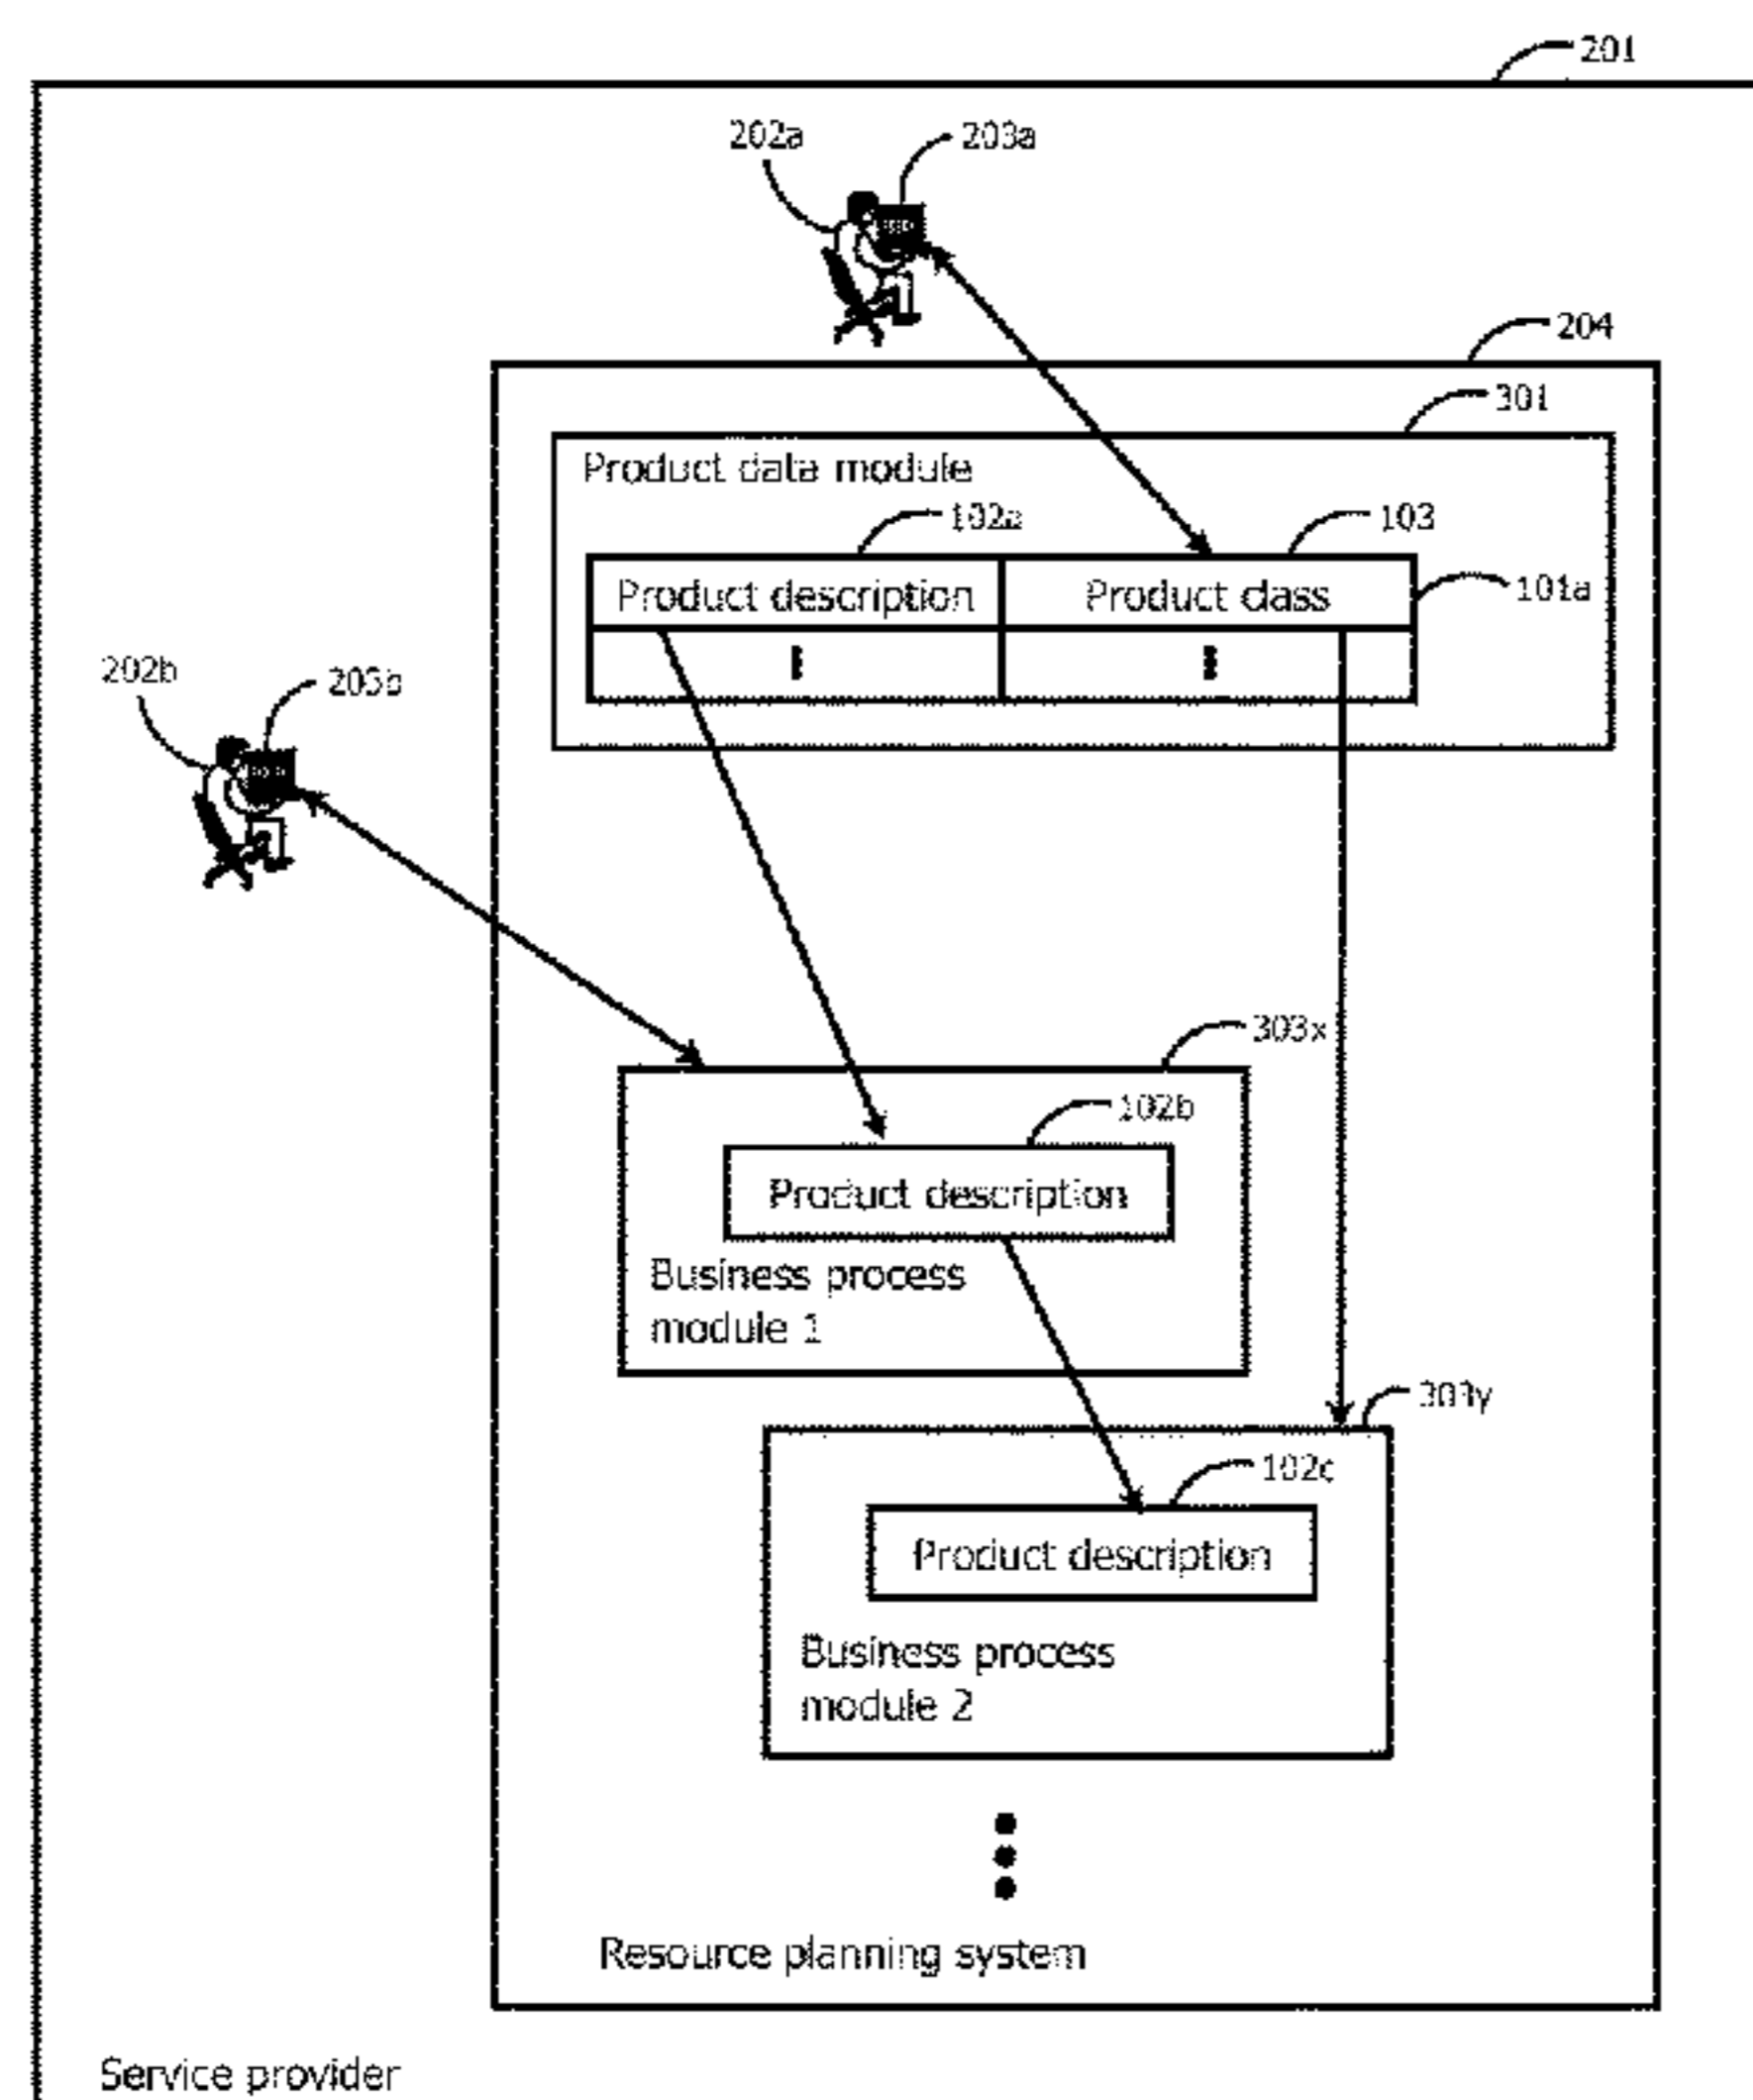 201
202a
203a
204
301
Product data module
102a
103
Product description
Product class
101a
202b
203b
303x
102b
Product description
Business process
module 1
303y
102c
Product description
Business process
module 2
Resource planning system
Service provider